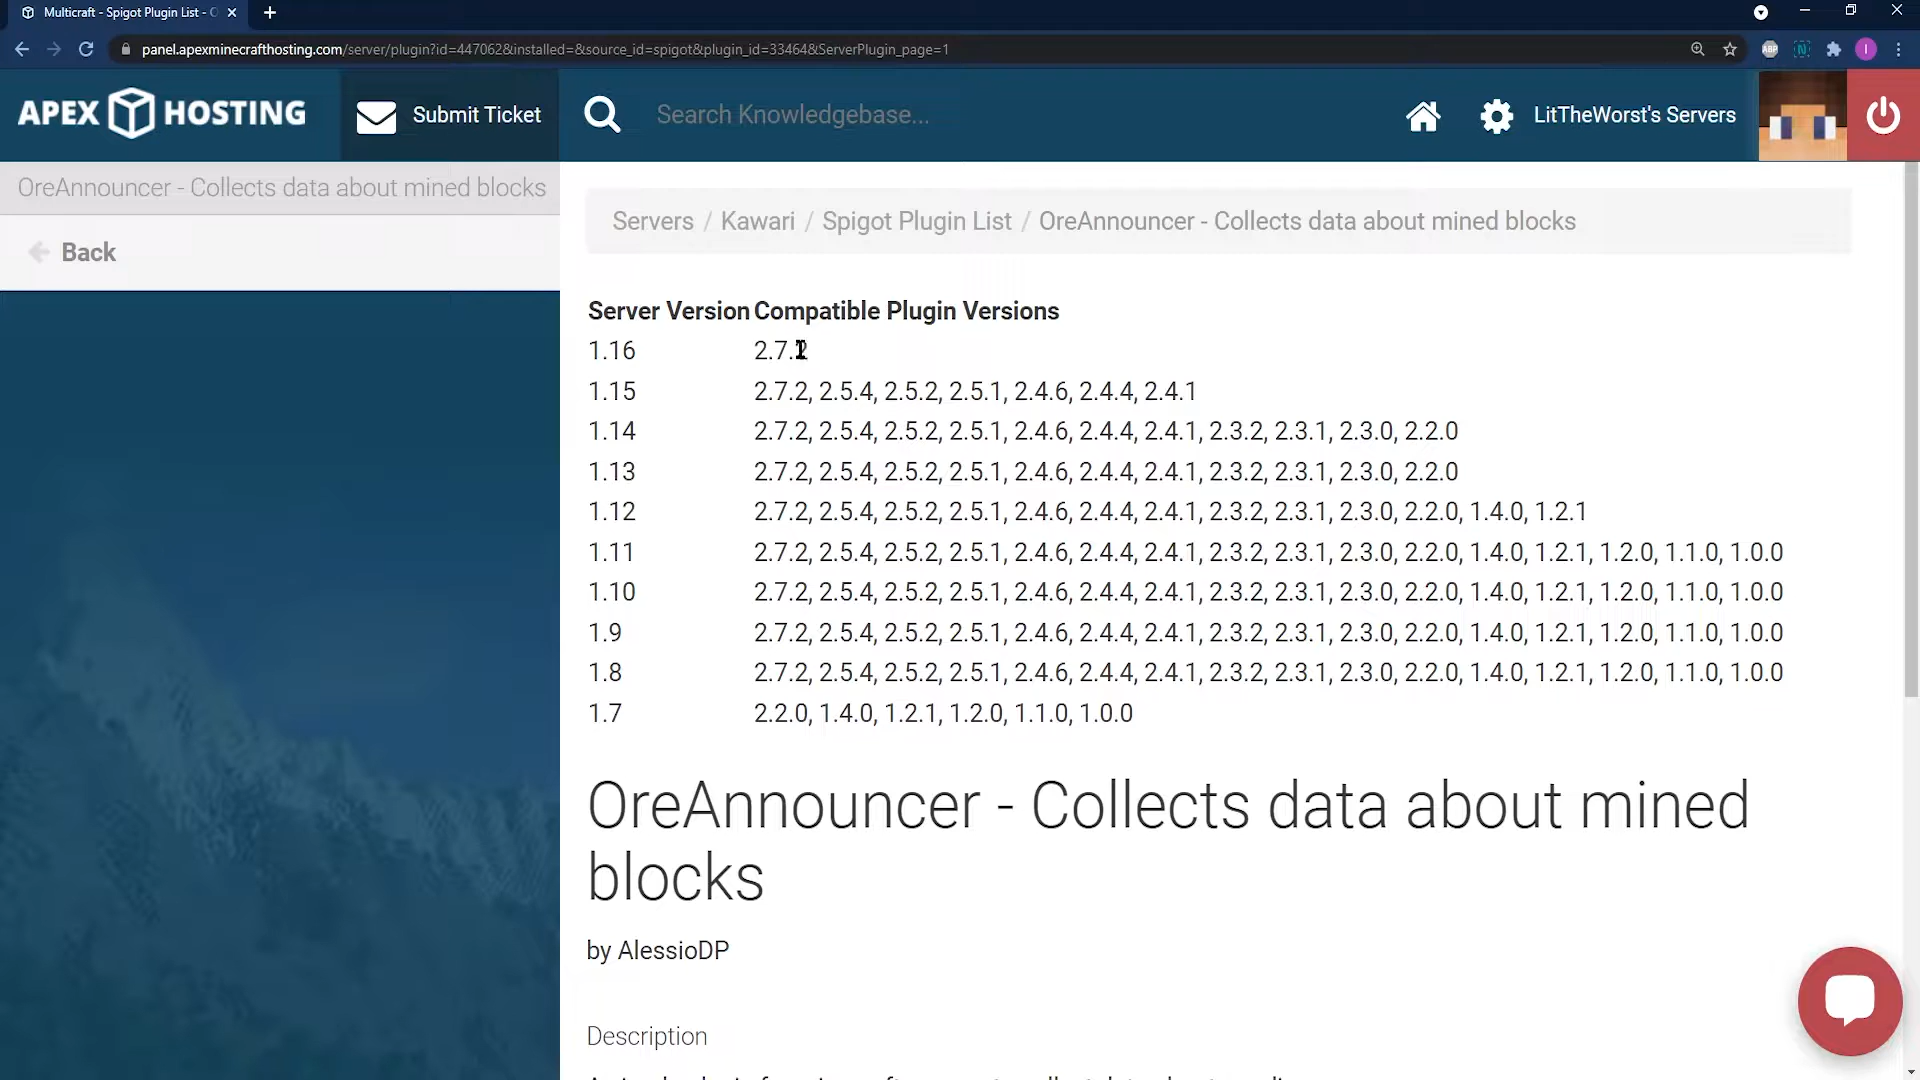 Multicraft - Spigot Plugin List -
panel.apexminecrafthosting.com/server/plugin?id=447062&installed=&source_id=spigot&plugin_id=33464&ServerPlugin_page=1
ABP
N
I
APEX HOSTING
Submit Ticket
Search Knowledgebase...
LitTheWorst's Servers
OreAnnouncer - Collects data about mined blocks
Back
Servers / Kawari / Spigot Plugin List / OreAnnouncer - Collects data about mined blocks
Server Version Compatible Plugin Versions
1.16 2.7.2
1.15 2.7.2, 2.5.4, 2.5.2, 2.5.1, 2.4.6, 2.4.4, 2.4.1
1.14 2.7.2, 2.5.4, 2.5.2, 2.5.1, 2.4.6, 2.4.4, 2.4.1, 2.3.2, 2.3.1, 2.3.0, 2.2.0
1.13 2.7.2, 2.5.4, 2.5.2, 2.5.1, 2.4.6, 2.4.4, 2.4.1, 2.3.2, 2.3.1, 2.3.0, 2.2.0
1.12 2.7.2, 2.5.4, 2.5.2, 2.5.1, 2.4.6, 2.4.4, 2.4.1, 2.3.2, 2.3.1, 2.3.0, 2.2.0, 1.4.0, 1.2.1
1.11 2.7.2, 2.5.4, 2.5.2, 2.5.1, 2.4.6, 2.4.4, 2.4.1, 2.3.2, 2.3.1, 2.3.0, 2.2.0, 1.4.0, 1.2.1, 1.2.0, 1.1.0, 1.0.0
1.10 2.7.2, 2.5.4, 2.5.2, 2.5.1, 2.4.6, 2.4.4, 2.4.1, 2.3.2, 2.3.1, 2.3.0, 2.2.0, 1.4.0, 1.2.1, 1.2.0, 1.1.0, 1.0.0
1.9 2.7.2, 2.5.4, 2.5.2, 2.5.1, 2.4.6, 2.4.4, 2.4.1, 2.3.2, 2.3.1, 2.3.0, 2.2.0, 1.4.0, 1.2.1, 1.2.0, 1.1.0, 1.0.0
1.8 2.7.2, 2.5.4, 2.5.2, 2.5.1, 2.4.6, 2.4.4, 2.4.1, 2.3.2, 2.3.1, 2.3.0, 2.2.0, 1.4.0, 1.2.1, 1.2.0, 1.1.0, 1.0.0
1.7 2.2.0, 1.4.0, 1.2.1, 1.2.0, 1.1.0, 1.0.0
OreAnnouncer - Collects data about mined
blocks
by AlessioDP
Description